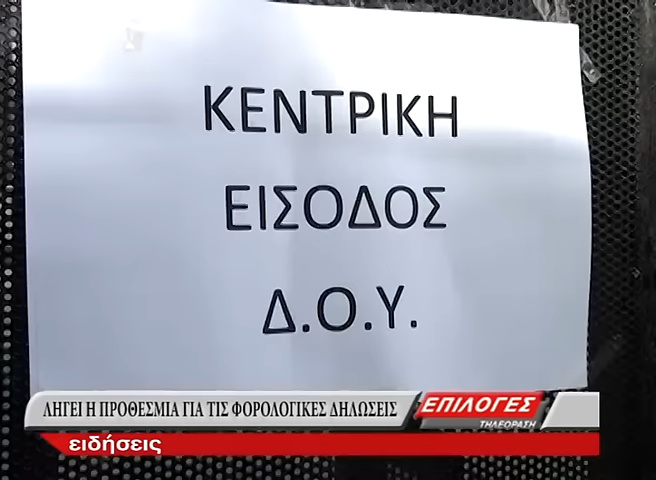 ΚΕΝΤΡΙΚΗ
ΕΙΣΟΔΟΣ
Δ.Ο.Υ.
ΛΗΓΕΙ Η ΠΡΟΘΕΣΜΙΑ ΓΙΑ ΤΙΣ ΦΟΡΟΛΟΓΙΚΕΣ ΔΗΛΩΣΕΙΣ
ΕΠΙΛΟΓΕΣ
ΤΗΛΕΟΡΑΣΗ
ειδήσεις